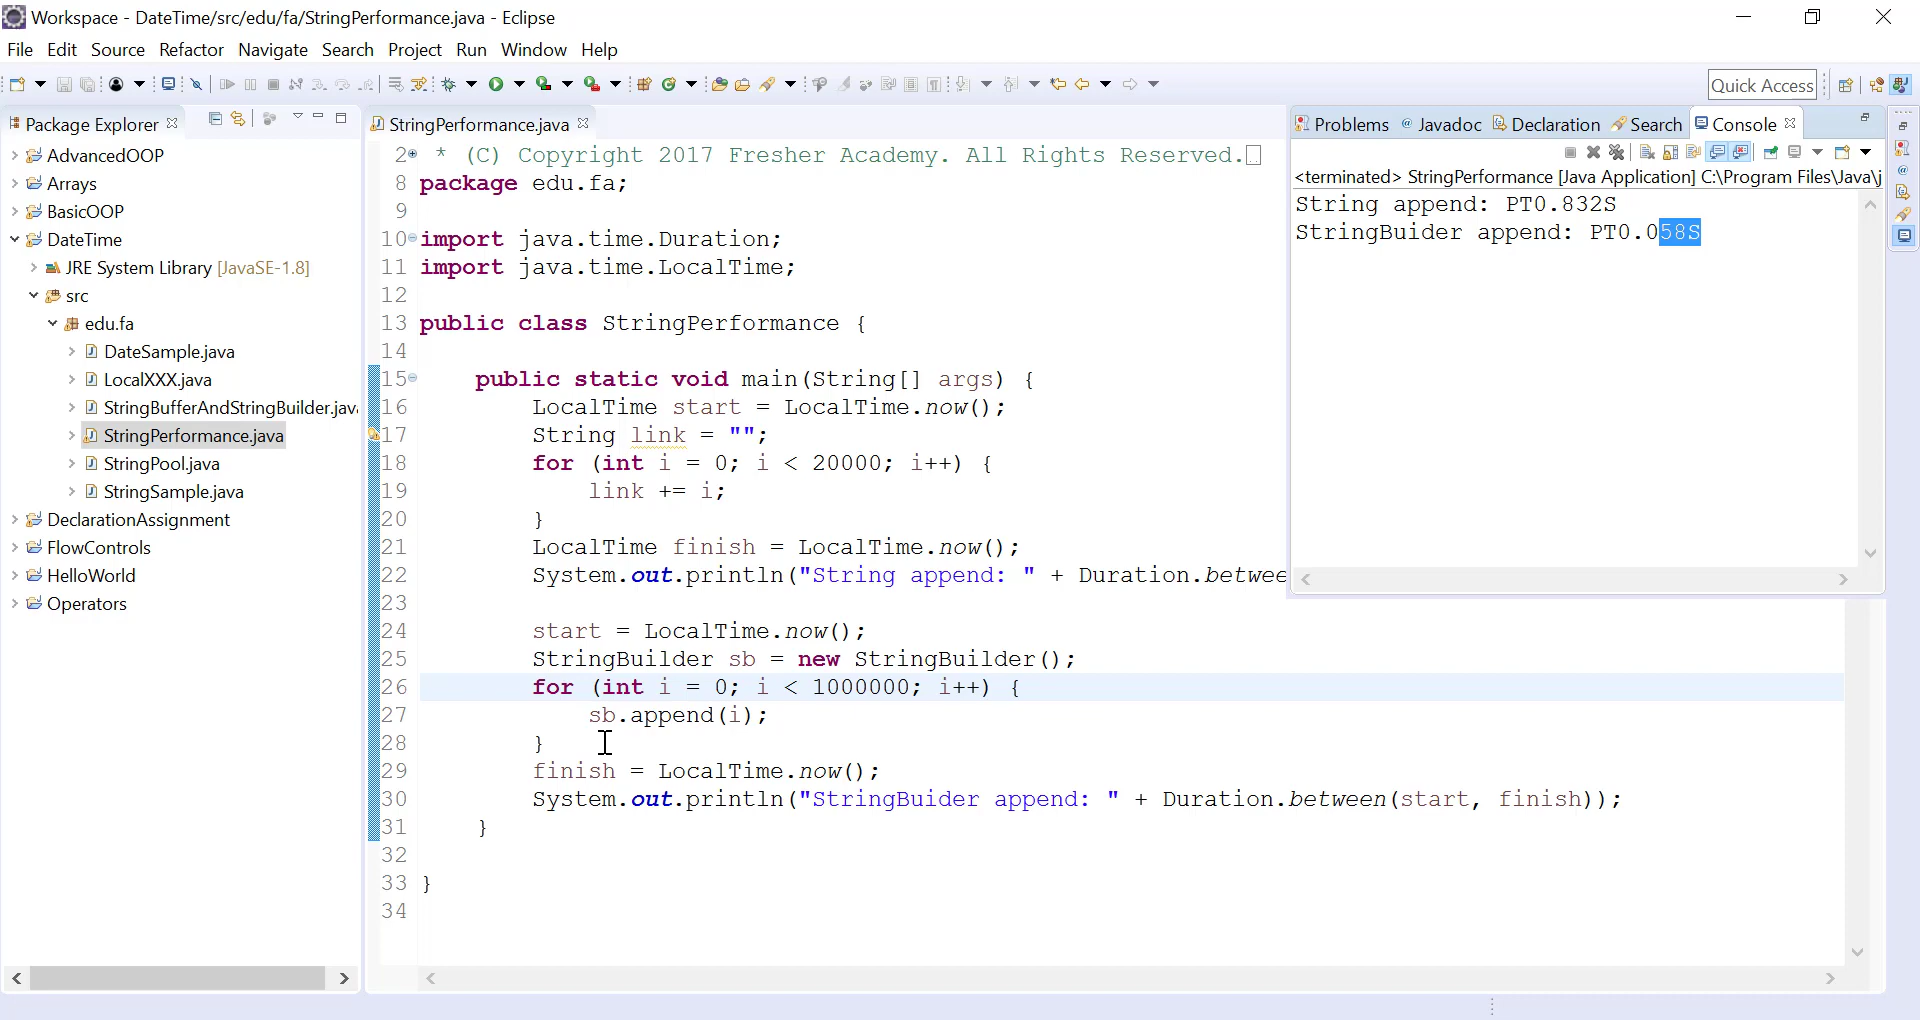 Workspace - DateTime/src/edu/fa/StringPerformance.java - Eclipse
File Edit Source Refactor Navigate Search Project Run Window Help
Quick Access
Package Explorer
AdvancedOOP
Arrays
BasicOOP
DateTime
JRE System Library [JavaSE-1.8]
src
edu.fa
DateSample.java
LocalXXX.java
StringBufferAndStringBuilder.jav
StringPerformance.java
StringPool.java
StringSample.java
DeclarationAssignment
FlowControls
HelloWorld
Operators
StringPerformance.java
2 * (C) Copyright 2017 Fresher Academy. All Rights Reserved.
8 package edu.fa;
9
10 import java.time.Duration;
11 import java.time.LocalTime;
12
13 public class StringPerformance {
14
15 public static void main(String[] args) {
16 LocalTime start = LocalTime.now();
17 String link = "";
18 for (int i = 0; i < 20000; i++) {
19 link += i;
20 }
21 LocalTime finish = LocalTime.now();
22 System.out.println("String append: " + Duration.betwee
23
24 start = LocalTime.now();
25 StringBuilder sb = new StringBuilder();
26 for (int i = 0; i < 1000000; i++) {
27 sb.append(i);
28 }
29 finish = LocalTime.now();
30 System.out.println("StringBuider append: " + Duration.between(start, finish));
31 }
32
33 }
34
Problems @ Javadoc Declaration Search Console
<terminated> StringPerformance [Java Application] C:\Program Files\Java\j
String append: PT0.832S
StringBuider append: PT0.058S